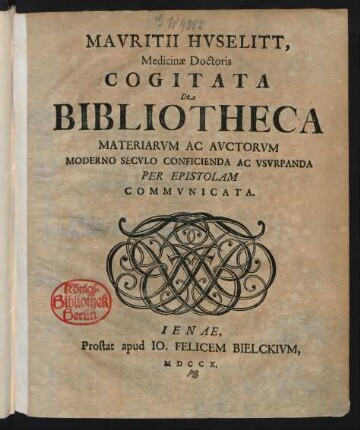 MAVRITII HVSELITT,
Medicinæ Doctoris
COGITATA
De
BIBLIOTHECA
MATERIARVM AC AVCTORVM
MODERNO SECVLO CONFICIENDA AC VSVRPANDA
PER EPISTOLAM
COMMVNICATA.
Königl.
Bibliothek
Berlin
IENAE,
Prostat apud IO. FELICEM BIELCKIVM,
MDCCX.